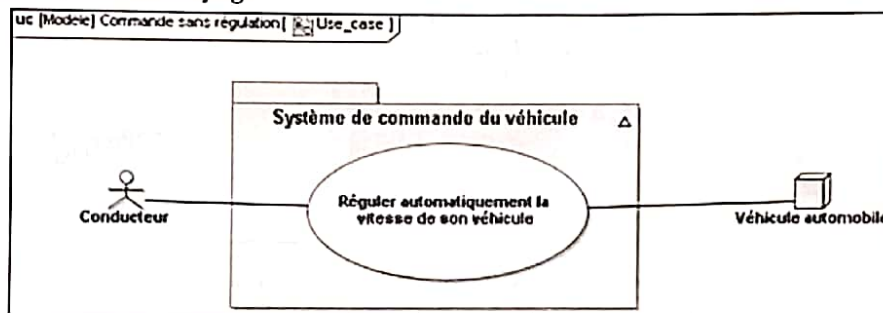 uc [Modele] Commande sans régulation[ Use_case ]
Système de commande du véhicule
Réguler automatiquement la
vitesse de son véhicule
Conducteur
Véhicule automobile